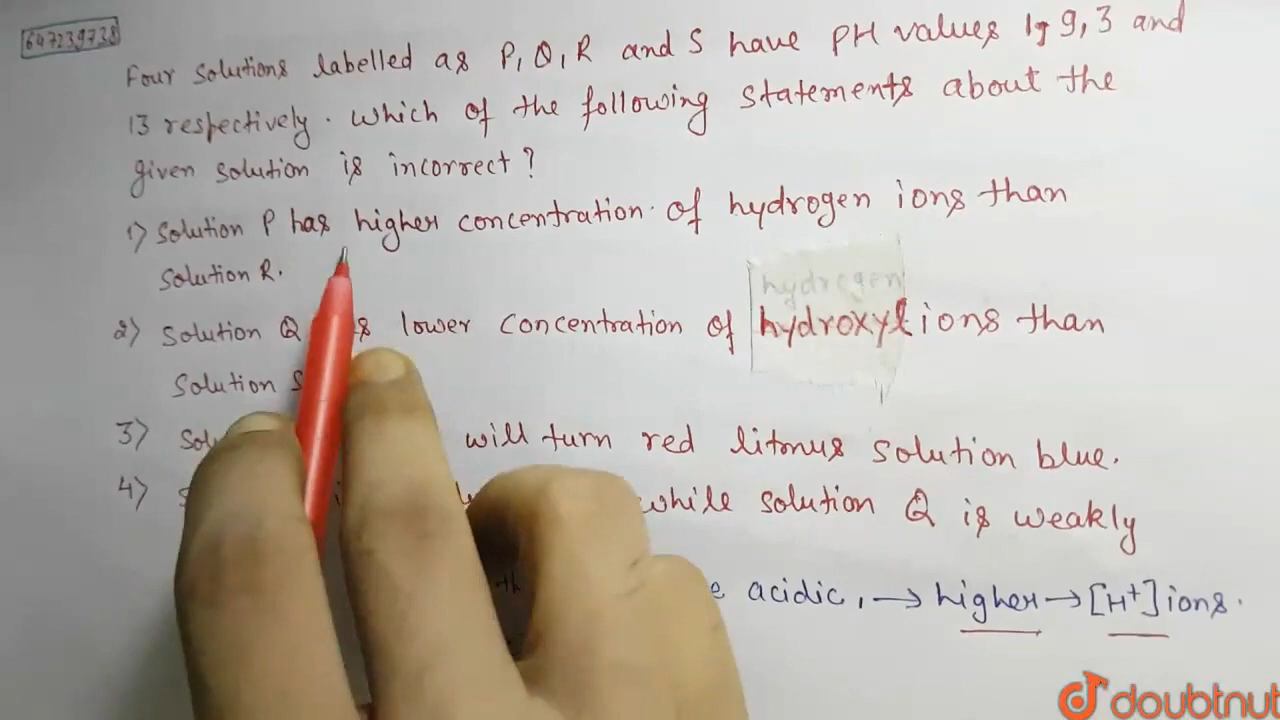 647239738
Four Solutions labelled as P, Q, R and S have PH values 1, 9, 3 and
13 respectively. Which of the following statements about the
given solution is incorrect?
1) Solution P has higher concentration of hydrogen ions than
Solution R.
hydrogen
2) Solution Q lower concentration of hydroxyl ions than
Solution S
3) will turn red litmus solution blue.
4) while solution Q is weakly
acidic, → higher → [H⁺] ions.
doubtnut